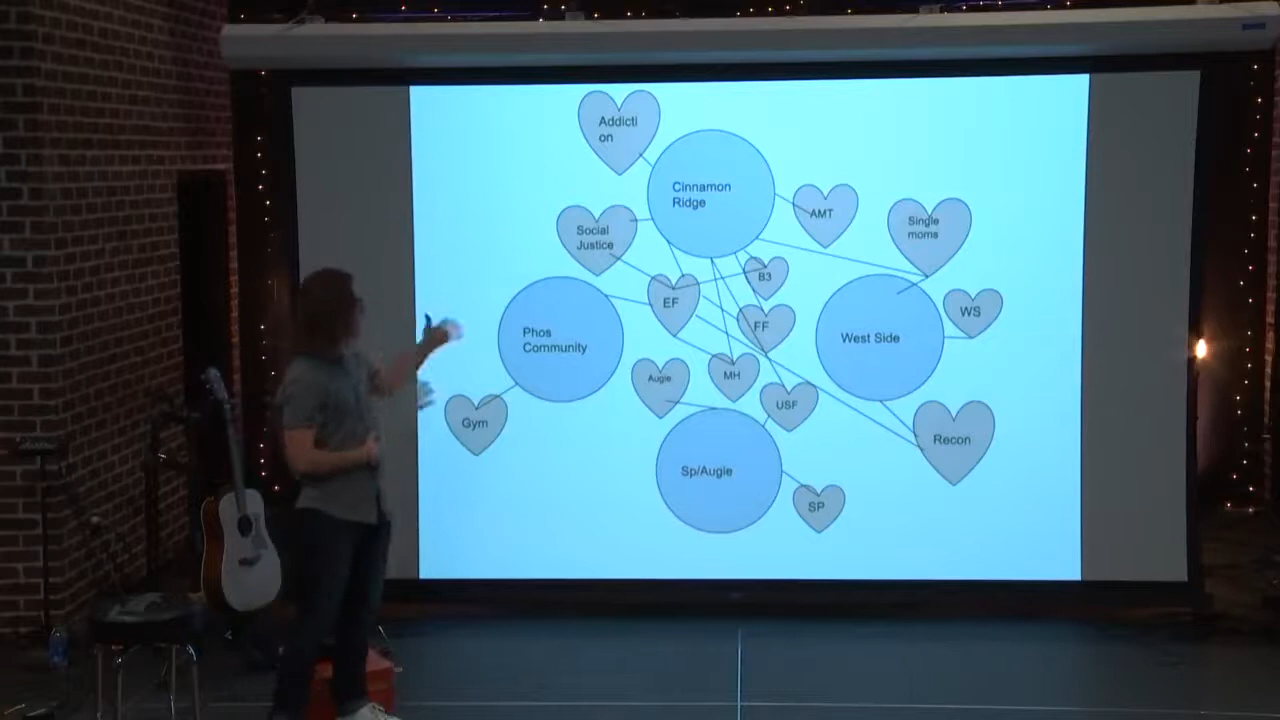 Addicti
on
Cinnamon
Ridge
AMT
Single
moms
Social
Justice
B3
EF
WS
FF
Phos
Community
West Side
MH
Augie
USF
Gym
Recon
Sp/Augie
SP